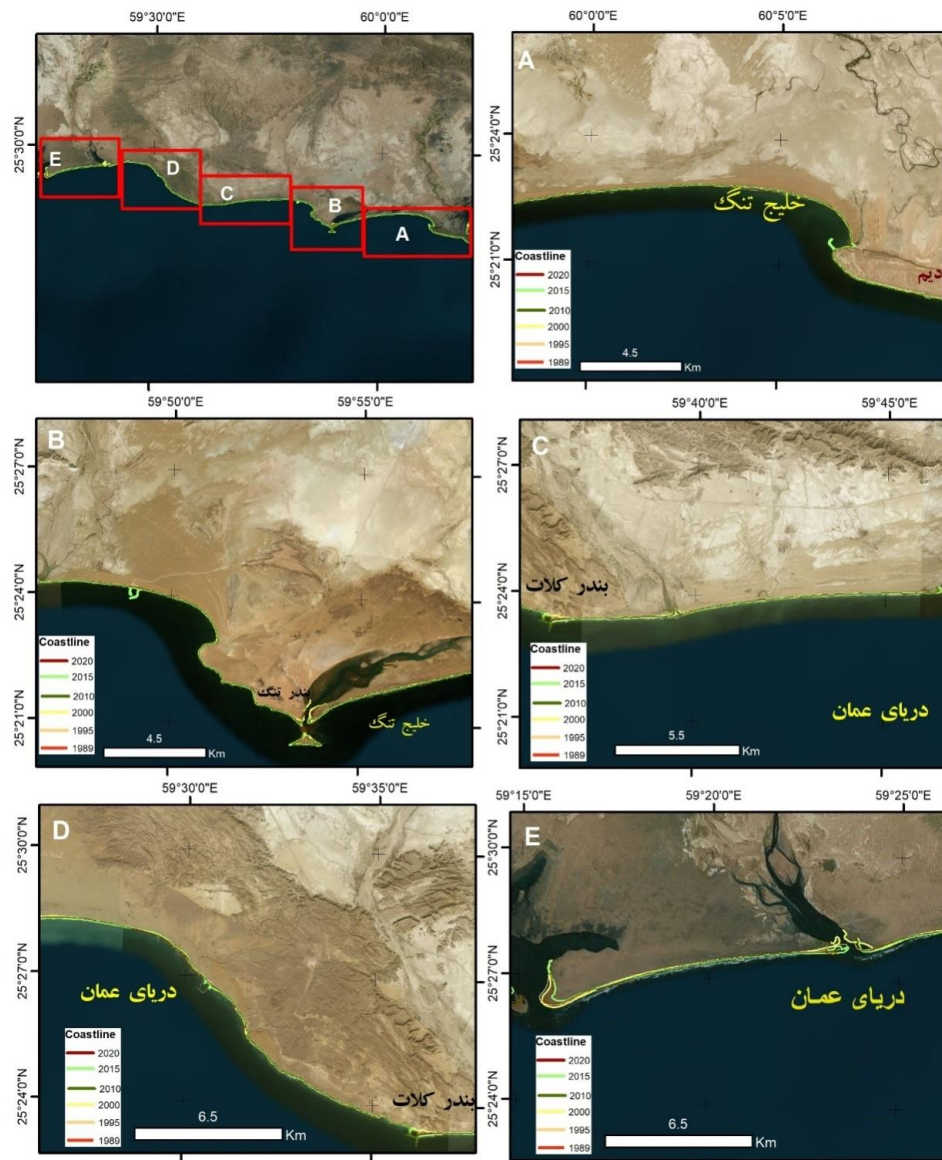 59°30'0"E 60°0'0"E
25°30'0"N
E
D
C
B
A
60°0'0"E 60°5'0"E
A
25°24'0"N
25°21'0"N
خلیج تنگ
دیم
Coastline
2020
2015
2010
2000
1995
1989
4.5
Km
59°50'0"E 59°55'0"E
B
25°27'0"N
25°24'0"N
25°21'0"N
بندر تنگ
خلیج تنگ
Coastline
2020
2015
2010
2000
1995
1989
4.5
Km
59°40'0"E 59°45'0"E
C
25°27'0"N
25°24'0"N
25°21'0"N
بندر کلات
دریای عمان
Coastline
2020
2015
2010
2000
1995
1989
5.5
Km
59°30'0"E 59°35'0"E
D
25°30'0"N
25°27'0"N
25°24'0"N
دریای عمان
بندر کلات
Coastline
2020
2015
2010
2000
1995
1989
6.5
Km
59°15'0"E 59°20'0"E 59°25'0"E
E
25°30'0"N
25°27'0"N
25°24'0"N
دریای عمـان
Coastline
2020
2015
2010
2000
1995
1989
6.5
Km